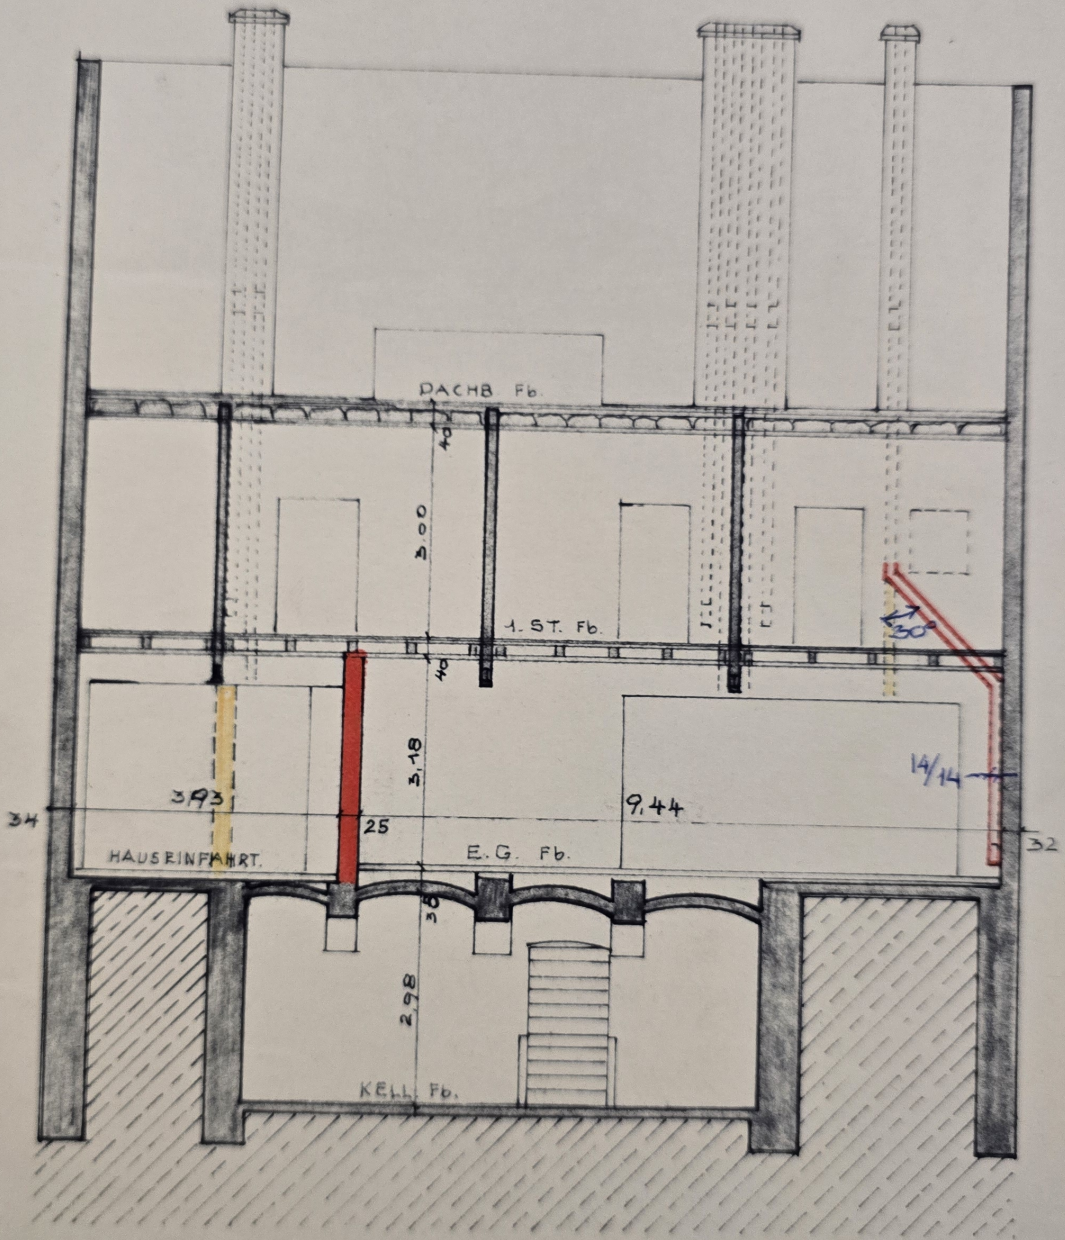 DACHB Fb.
40
3.00
1. ST. Fb.
30°
40
3,18
14/14
3,93
9,44
34
25
32
HAUSEINFAHRT.
E.G. Fb.
38
2,98
KELL. Fb.